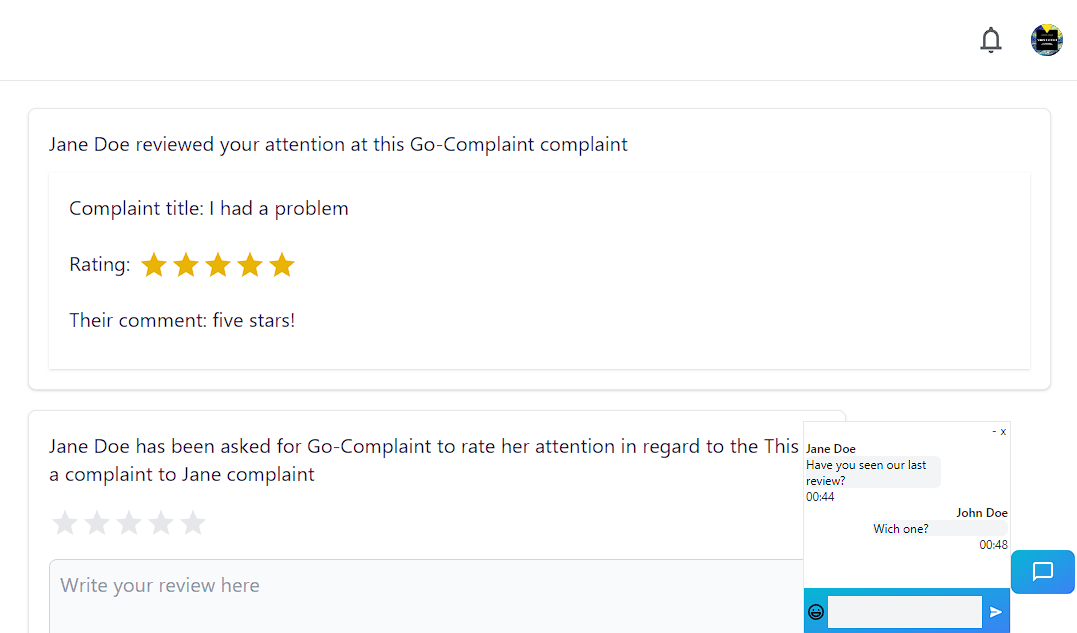 Jane Doe reviewed your attention at this Go-Complaint complaint
Complaint title: I had a problem
Rating:
Their comment: five stars!
Jane Doe has been asked for Go-Complaint to rate her attention in regard to the This
a complaint to Jane complaint
Write your review here
- x
Jane Doe
Have you seen our last
review?
00:44
John Doe
Wich one?
00:48